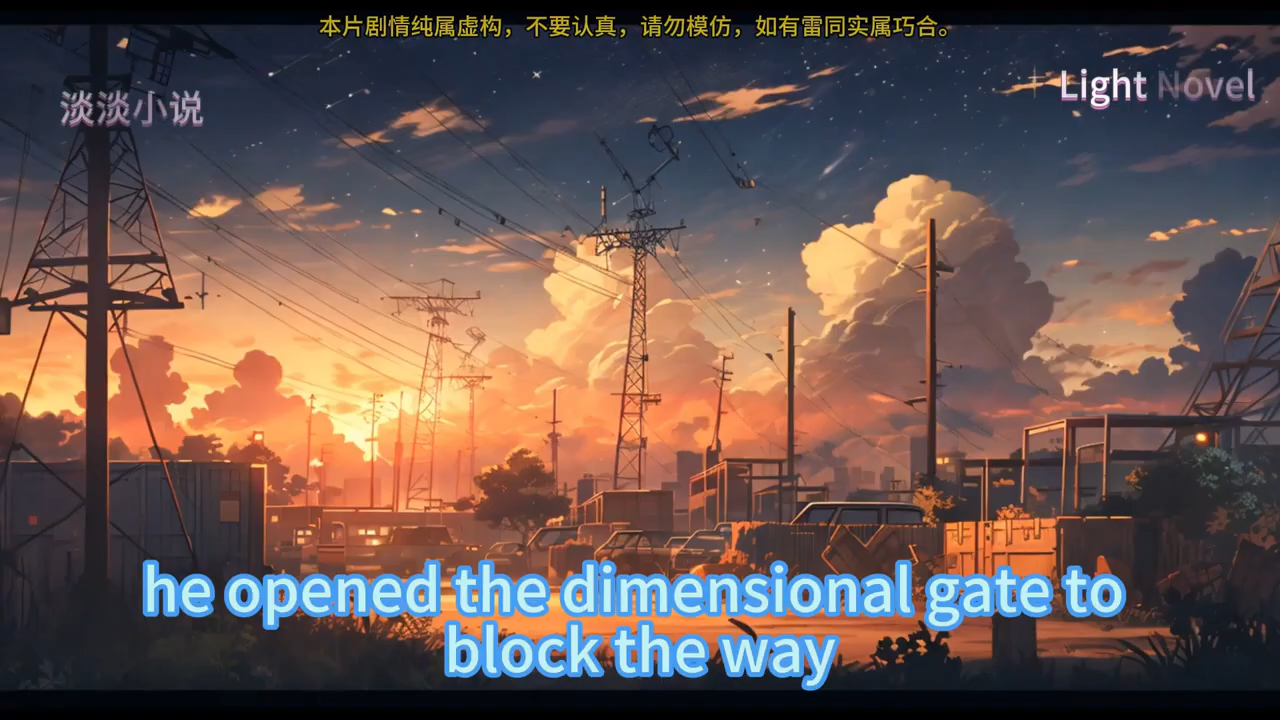 本片剧情纯属虚构，不要认真，请勿模仿，如有雷同实属巧合。
淡淡小说
Light Novel
he opened the dimensional gate to
block the way